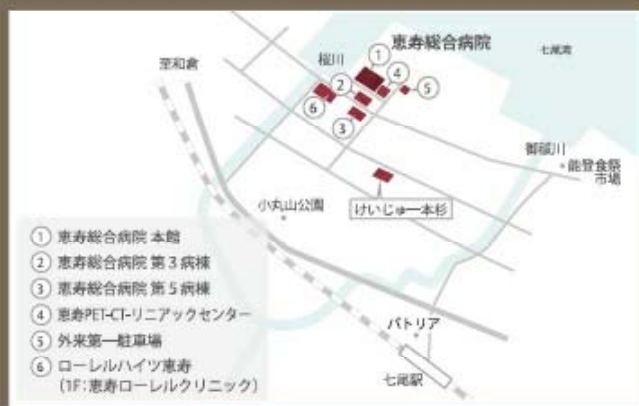 恵寿総合病院
七尾湾
桜川
至和倉
①
②
③
④
⑤
⑥
御祓川
能登食祭
市場
小丸山公園
けいじゅ一本杉
パトリア
七尾駅
① 恵寿総合病院 本館
② 恵寿総合病院 第3病棟
③ 恵寿総合病院 第5病棟
④ 恵寿PET-CT-リニアックセンター
⑤ 外来第一駐車場
⑥ ローレルハイツ恵寿
(1F:恵寿ローレルクリニック)